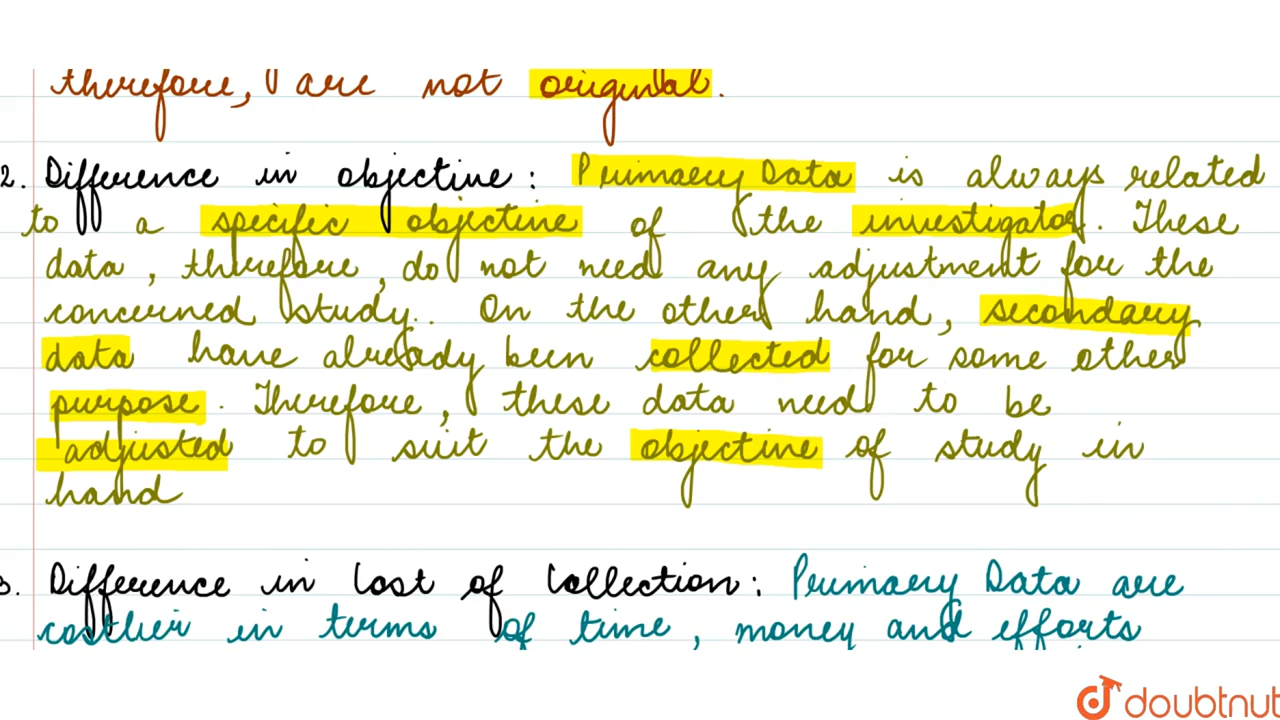 therefore, are not original.
2. Difference in objective: Primary Data is always related
to a specific objective of the investigator. These
data, therefore, do not need any adjustment for the
concerned study.. On the other hand, secondary
data have already been collected for some other
purpose. Therefore, these data need to be
adjusted to suit the objective of study in
hand
3. Difference in Cost of Collection: Primary Data are
costlier in terms of time, money and efforts
doubtnut